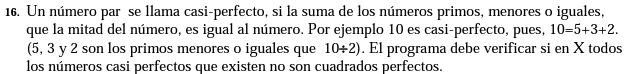 16. Un número par se llama casi-perfecto, si la suma de los números primos, menores o iguales,
que la mitad del número, es igual al número. Por ejemplo 10 es casi-perfecto, pues, 10=5+3+2.
(5, 3 y 2 son los primos menores o iguales que 10÷2). El programa debe verificar si en X todos
los números casi perfectos que existen no son cuadrados perfectos.